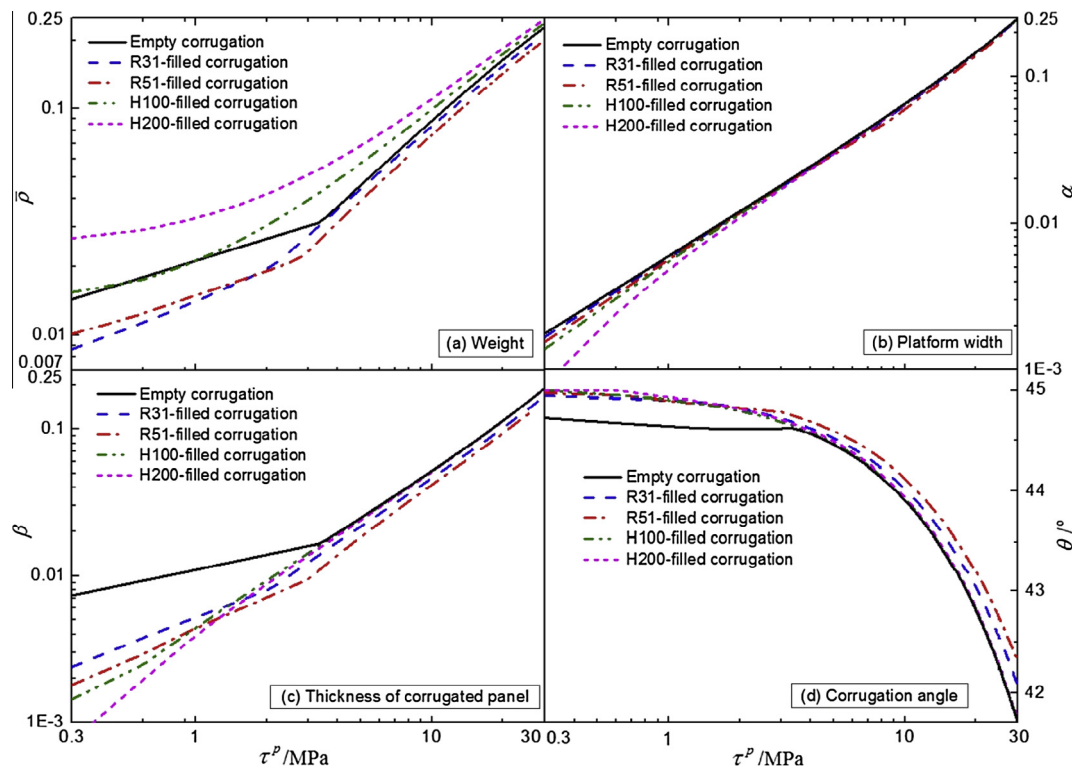 0.25
0.1
ρ̄
0.01
0.007
Empty corrugation
R31-filled corrugation
R51-filled corrugation
H100-filled corrugation
H200-filled corrugation
(a) Weight
Empty corrugation
R31-filled corrugation
R51-filled corrugation
H100-filled corrugation
H200-filled corrugation
(b) Platform width
0.25
0.1
α
0.01
1E-3
0.25
0.1
β
0.01
1E-3
Empty corrugation
R31-filled corrugation
R51-filled corrugation
H100-filled corrugation
H200-filled corrugation
(c) Thickness of corrugated panel
0.3 1 10
τᵖ/MPa
Empty corrugation
R31-filled corrugation
R51-filled corrugation
H100-filled corrugation
H200-filled corrugation
(d) Corrugation angle
45
44
θ/°
43
42
0.3 1 10 30
τᵖ/MPa